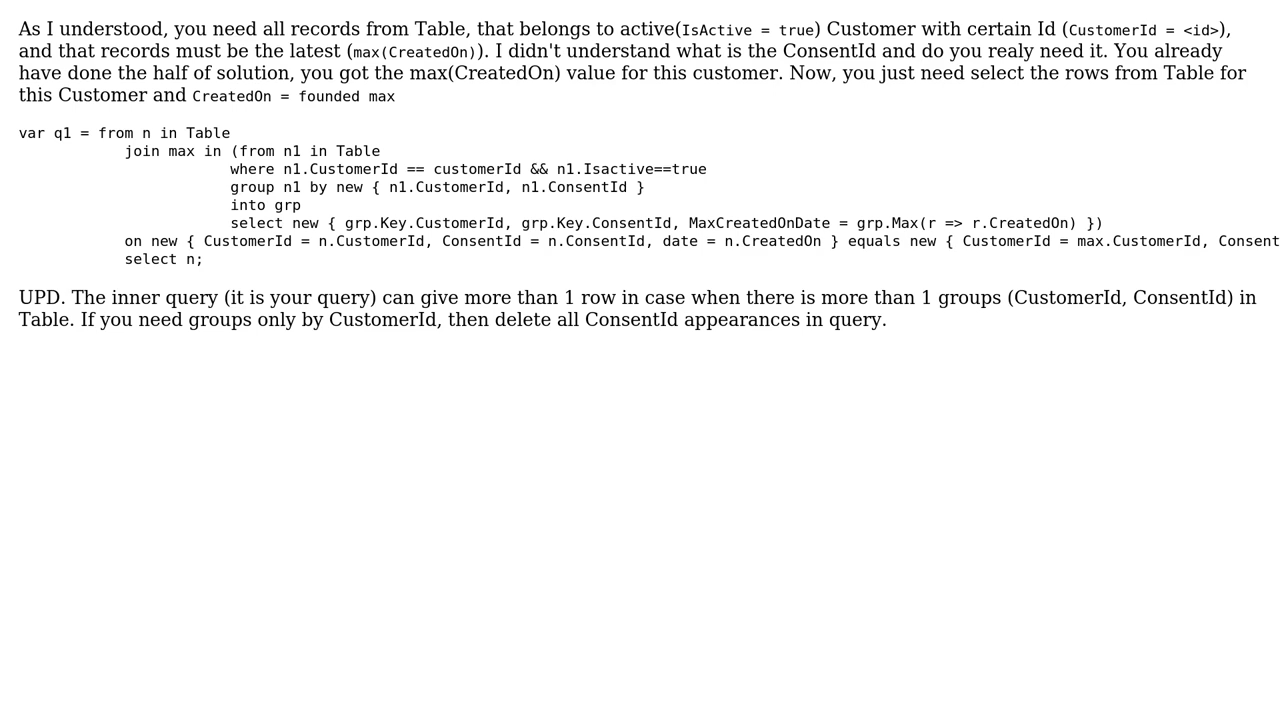 As I understood, you need all records from Table, that belongs to active(IsActive = true) Customer with certain Id (CustomerId = <id>),
and that records must be the latest (max(CreatedOn)). I didn't understand what is the ConsentId and do you realy need it. You already
have done the half of solution, you got the max(CreatedOn) value for this customer. Now, you just need select the rows from Table for
this Customer and CreatedOn = founded max
var q1 = from n in Table
            join max in (from n1 in Table
                        where n1.CustomerId == customerId && n1.Isactive==true
                        group n1 by new { n1.CustomerId, n1.ConsentId }
                        into grp
                        select new { grp.Key.CustomerId, grp.Key.ConsentId, MaxCreatedOnDate = grp.Max(r => r.CreatedOn) })
            on new { CustomerId = n.CustomerId, ConsentId = n.ConsentId, date = n.CreatedOn } equals new { CustomerId = max.CustomerId, Consent
            select n;
UPD. The inner query (it is your query) can give more than 1 row in case when there is more than 1 groups (CustomerId, ConsentId) in
Table. If you need groups only by CustomerId, then delete all ConsentId appearances in query.